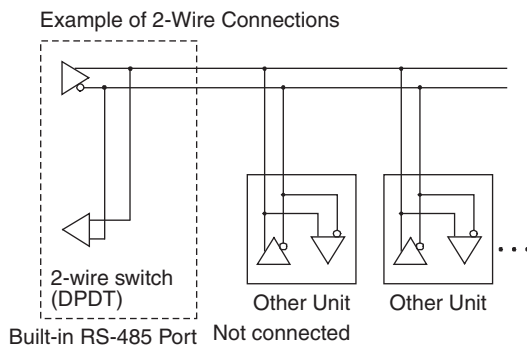 Example of 2-Wire Connections
2-wire switch
(DPDT)
Other Unit
Other Unit
Built-in RS-485 Port
Not connected